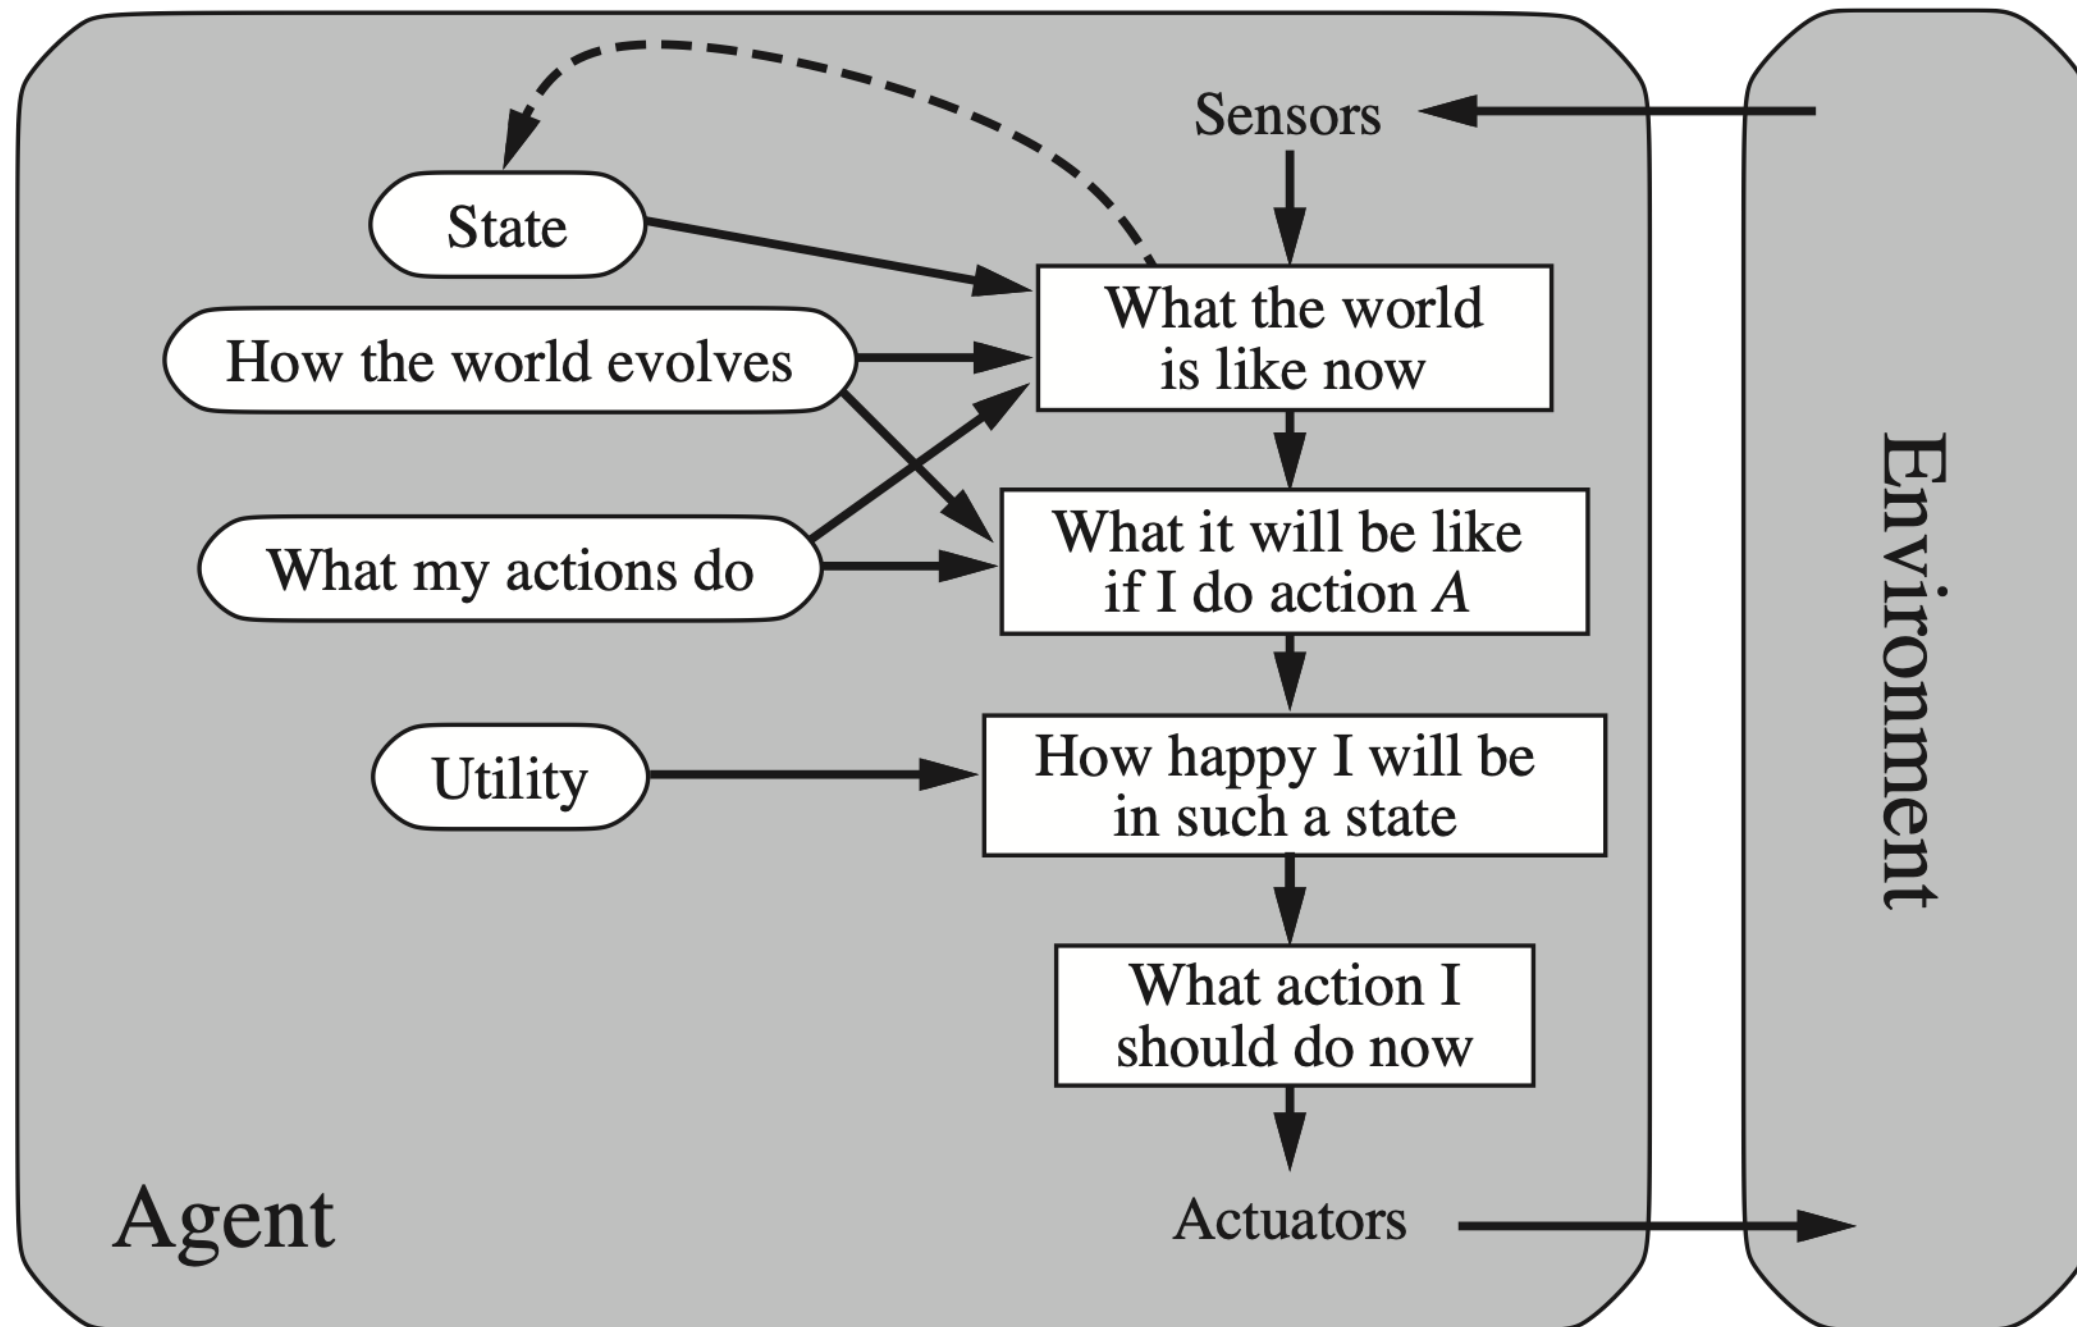 Sensors
State
What the world
is like now
How the world evolves
What it will be like
if I do action A
What my actions do
How happy I will be
in such a state
Utility
What action I
should do now
Actuators
Agent
Environment